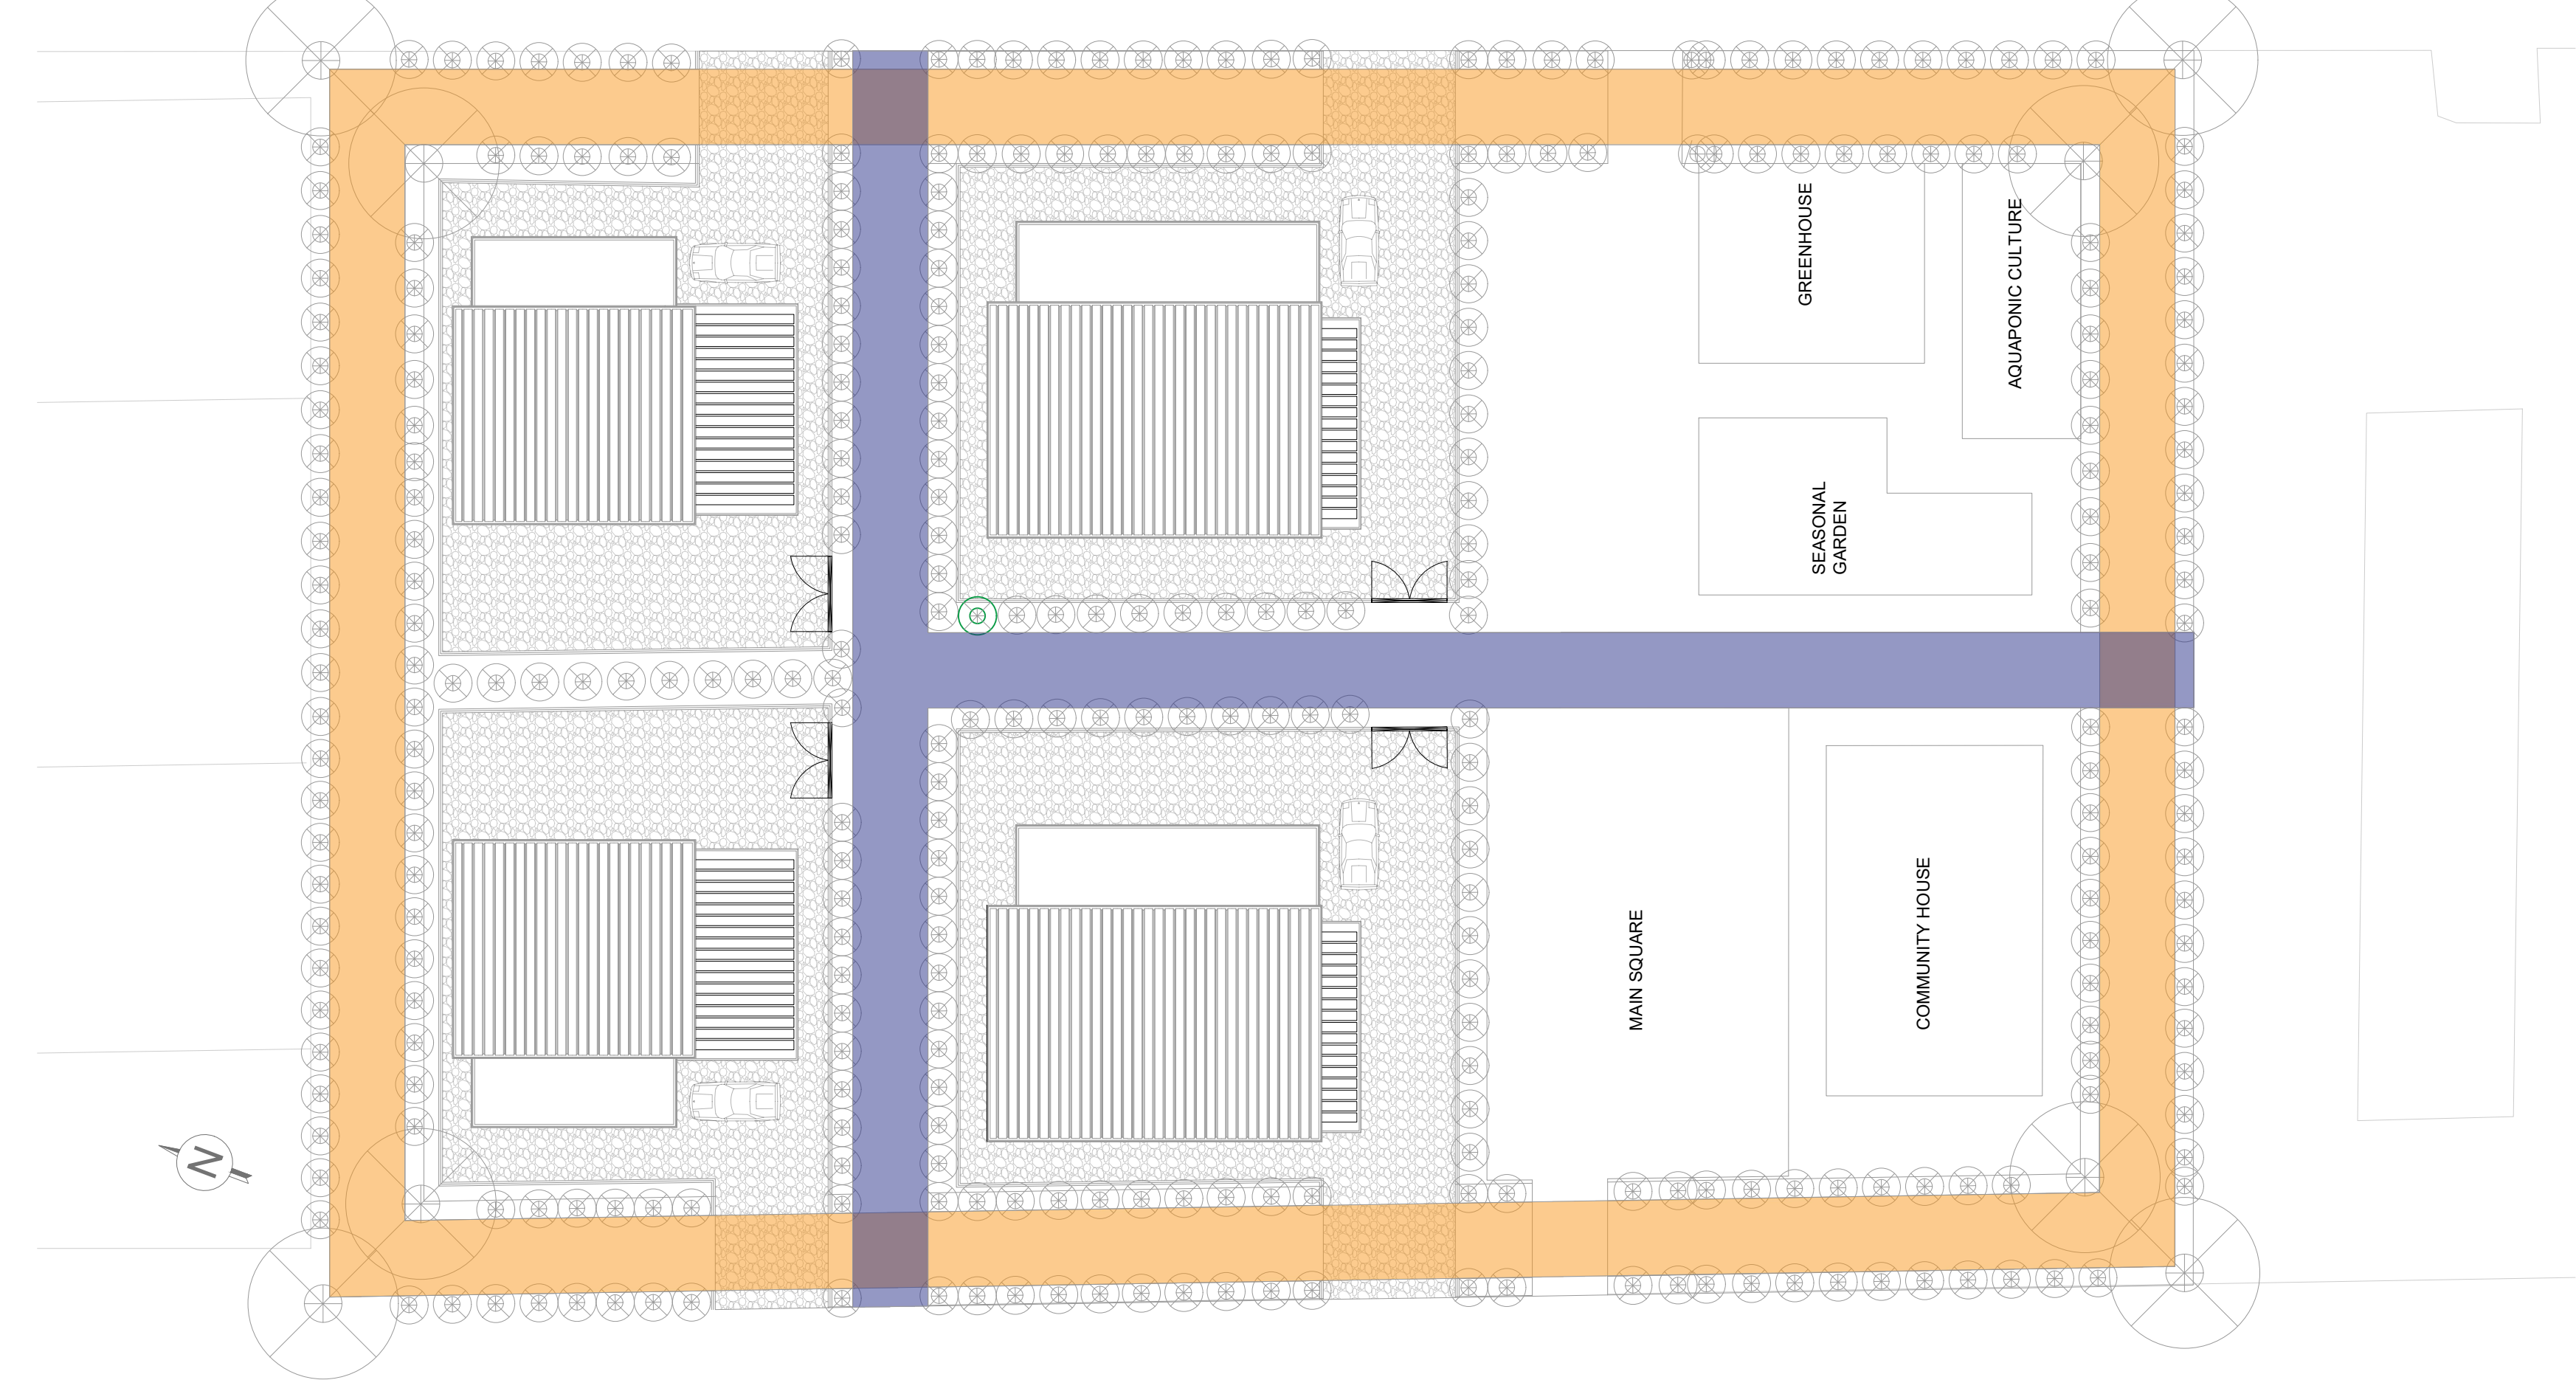 GREENHOUSE
AQUAPONIC CULTURE
SEASONAL
GARDEN
MAIN SQUARE
COMMUNITY HOUSE
N